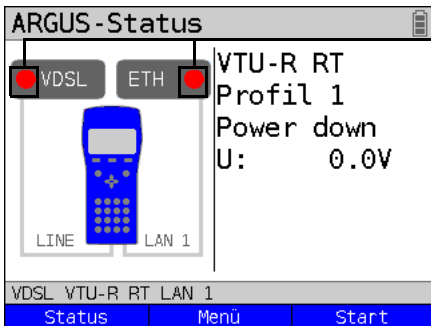 ARGUS-Status
VDSL ETH
VTU-R RT
Profil 1
Power down
U: 0.0V
LINE LAN 1
VDSL VTU-R RT LAN 1
Status Menü Start